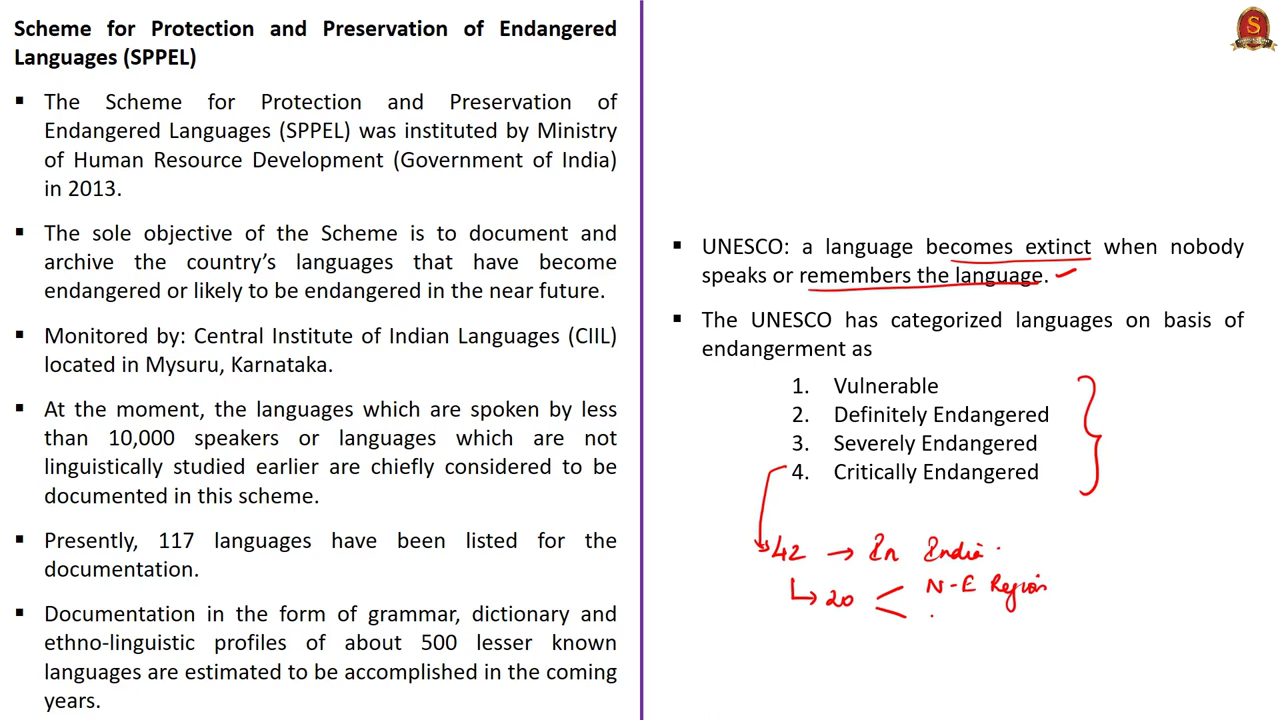 Scheme for Protection and Preservation of Endangered
Languages (SPPEL)
▪ The Scheme for Protection and Preservation of
Endangered Languages (SPPEL) was instituted by Ministry
of Human Resource Development (Government of India)
in 2013.
▪ The sole objective of the Scheme is to document and
archive the country's languages that have become
endangered or likely to be endangered in the near future.
▪ Monitored by: Central Institute of Indian Languages (CIIL)
located in Mysuru, Karnataka.
▪ At the moment, the languages which are spoken by less
than 10,000 speakers or languages which are not
linguistically studied earlier are chiefly considered to be
documented in this scheme.
▪ Presently, 117 languages have been listed for the
documentation.
▪ Documentation in the form of grammar, dictionary and
ethno-linguistic profiles of about 500 lesser known
languages are estimated to be accomplished in the coming
years.
▪ UNESCO: a language becomes extinct when nobody
speaks or remembers the language.
▪ The UNESCO has categorized languages on basis of
endangerment as
1. Vulnerable
2. Definitely Endangered
3. Severely Endangered
4. Critically Endangered
42 → In India
20 N-E Region
S